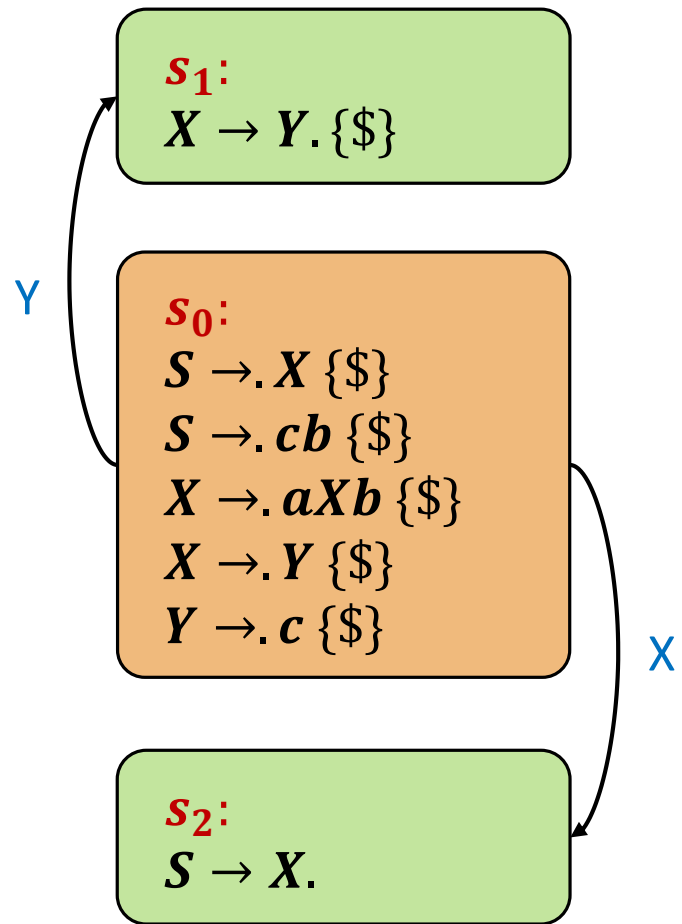 s₁:
X → Y. {$}
Y
s₀:
S →. X {$}
S →. cb {$}
X →. aXb {$}
X →. Y {$}
Y →. c {$}
X
s₂:
S → X.